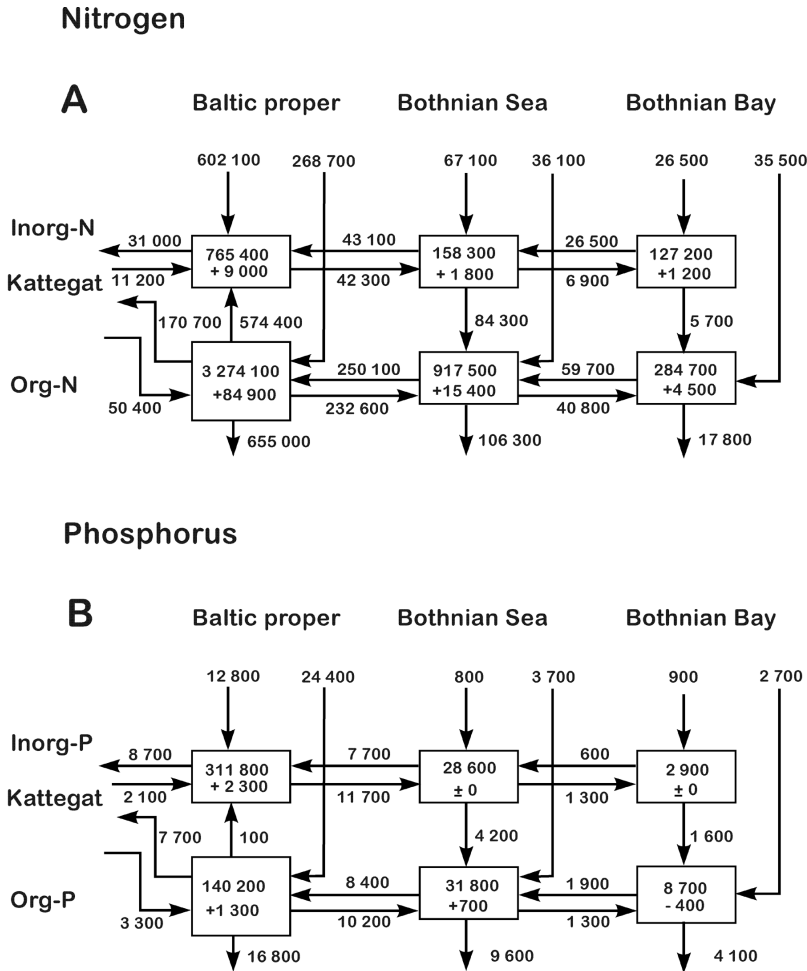 Nitrogen
A
Baltic proper Bothnian Sea Bothnian Bay
602 100 268 700 67 100 36 100 26 500 35 500
Inorg-N
31 000 43 100 26 500
765 400 158 300 127 200
+ 9 000 + 1 800 +1 200
Kattegat 11 200 42 300 6 900
170 700 574 400 84 300 5 700
3 274 100 250 100 917 500 59 700 284 700
Org-N +84 900 +15 400 +4 500
50 400 232 600 40 800
655 000 106 300 17 800
Phosphorus
B
Baltic proper Bothnian Sea Bothnian Bay
12 800 24 400 800 3 700 900 2 700
Inorg-P
8 700 7 700 600
311 800 28 600 2 900
+ 2 300 ± 0 ± 0
Kattegat 2 100 11 700 1 300
7 700 100 4 200 1 600
140 200 8 400 31 800 1 900 8 700
Org-P +1 300 +700 - 400
3 300 10 200 1 300
16 800 9 600 4 100